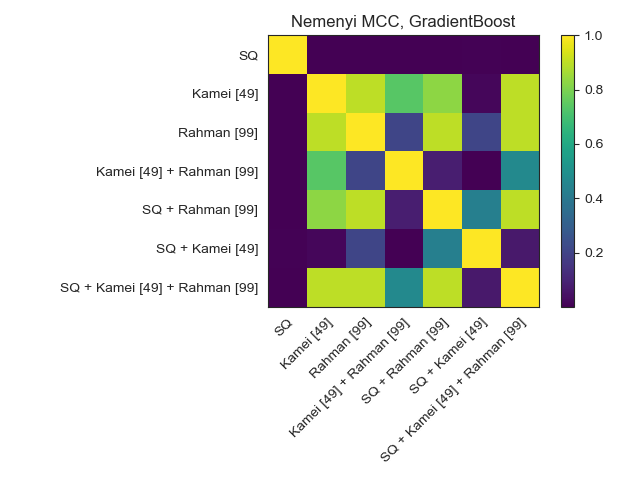 Nemenyi MCC, GradientBoost
SQ
Kamei [49]
Rahman [99]
Kamei [49] + Rahman [99]
SQ + Rahman [99]
SQ + Kamei [49]
SQ + Kamei [49] + Rahman [99]
SQ
Kamei [49]
Rahman [99]
Kamei [49] + Rahman [99]
SQ + Rahman [99]
SQ + Kamei [49]
SQ + Kamei [49] + Rahman [99]
1.0
0.8
0.6
0.4
0.2